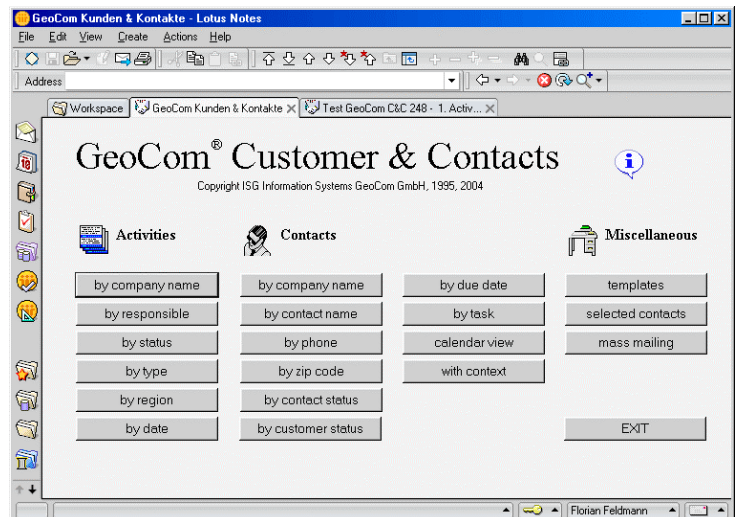 GeoCom Kunden & Kontakte - Lotus Notes
File Edit View Create Actions Help
Address
Workspace GeoCom Kunden & Kontakte Test GeoCom C&C 248 - 1. Activ...
GeoCom® Customer & Contacts
Copyright ISG Information Systems GeoCom GmbH, 1995, 2004
Activities Contacts Miscellaneous
by company name by company name by due date templates
by responsible by contact name by task selected contacts
by status by phone calendar view mass mailing
by type by zip code with context
by region by contact status
by date by customer status EXIT
Florian Feldmann